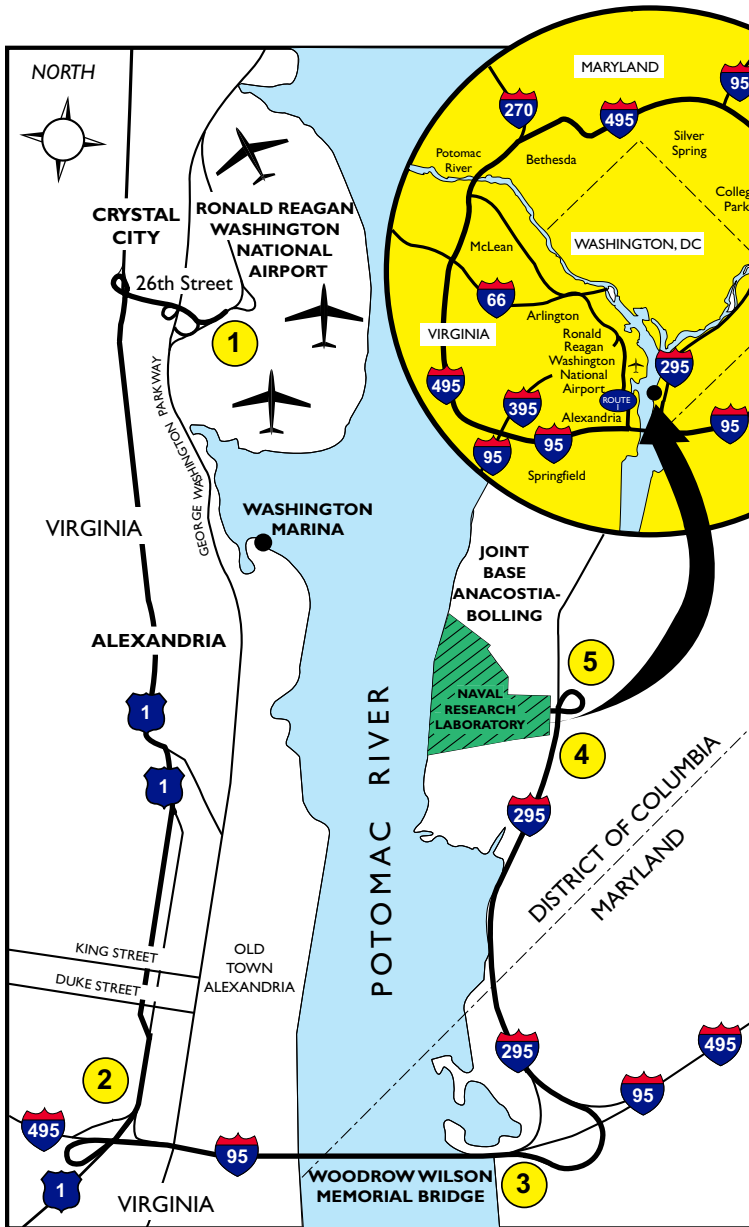 NORTH
CRYSTAL
CITY
RONALD REAGAN
WASHINGTON
NATIONAL
AIRPORT
26th Street
1
GEORGE WASHINGTON PARKWAY
VIRGINIA
WASHINGTON
MARINA
ALEXANDRIA
1
1
POTOMAC RIVER
KING STREET
DUKE STREET
OLD
TOWN
ALEXANDRIA
2
495
95
1
VIRGINIA
WOODROW WILSON
MEMORIAL BRIDGE
3
MARYLAND
95
270
495
Silver
Spring
Potomac
River
Bethesda
College
Park
McLean
WASHINGTON, DC
66
Arlington
VIRGINIA
Ronald
Reagan
Washington
National
Airport
295
495
395
ROUTE
1
Alexandria
95
95
95
Springfield
JOINT
BASE
ANACOSTIA-
BOLLING
5
NAVAL
RESEARCH
LABORATORY
4
295
DISTRICT OF COLUMBIA
MARYLAND
295
495
95